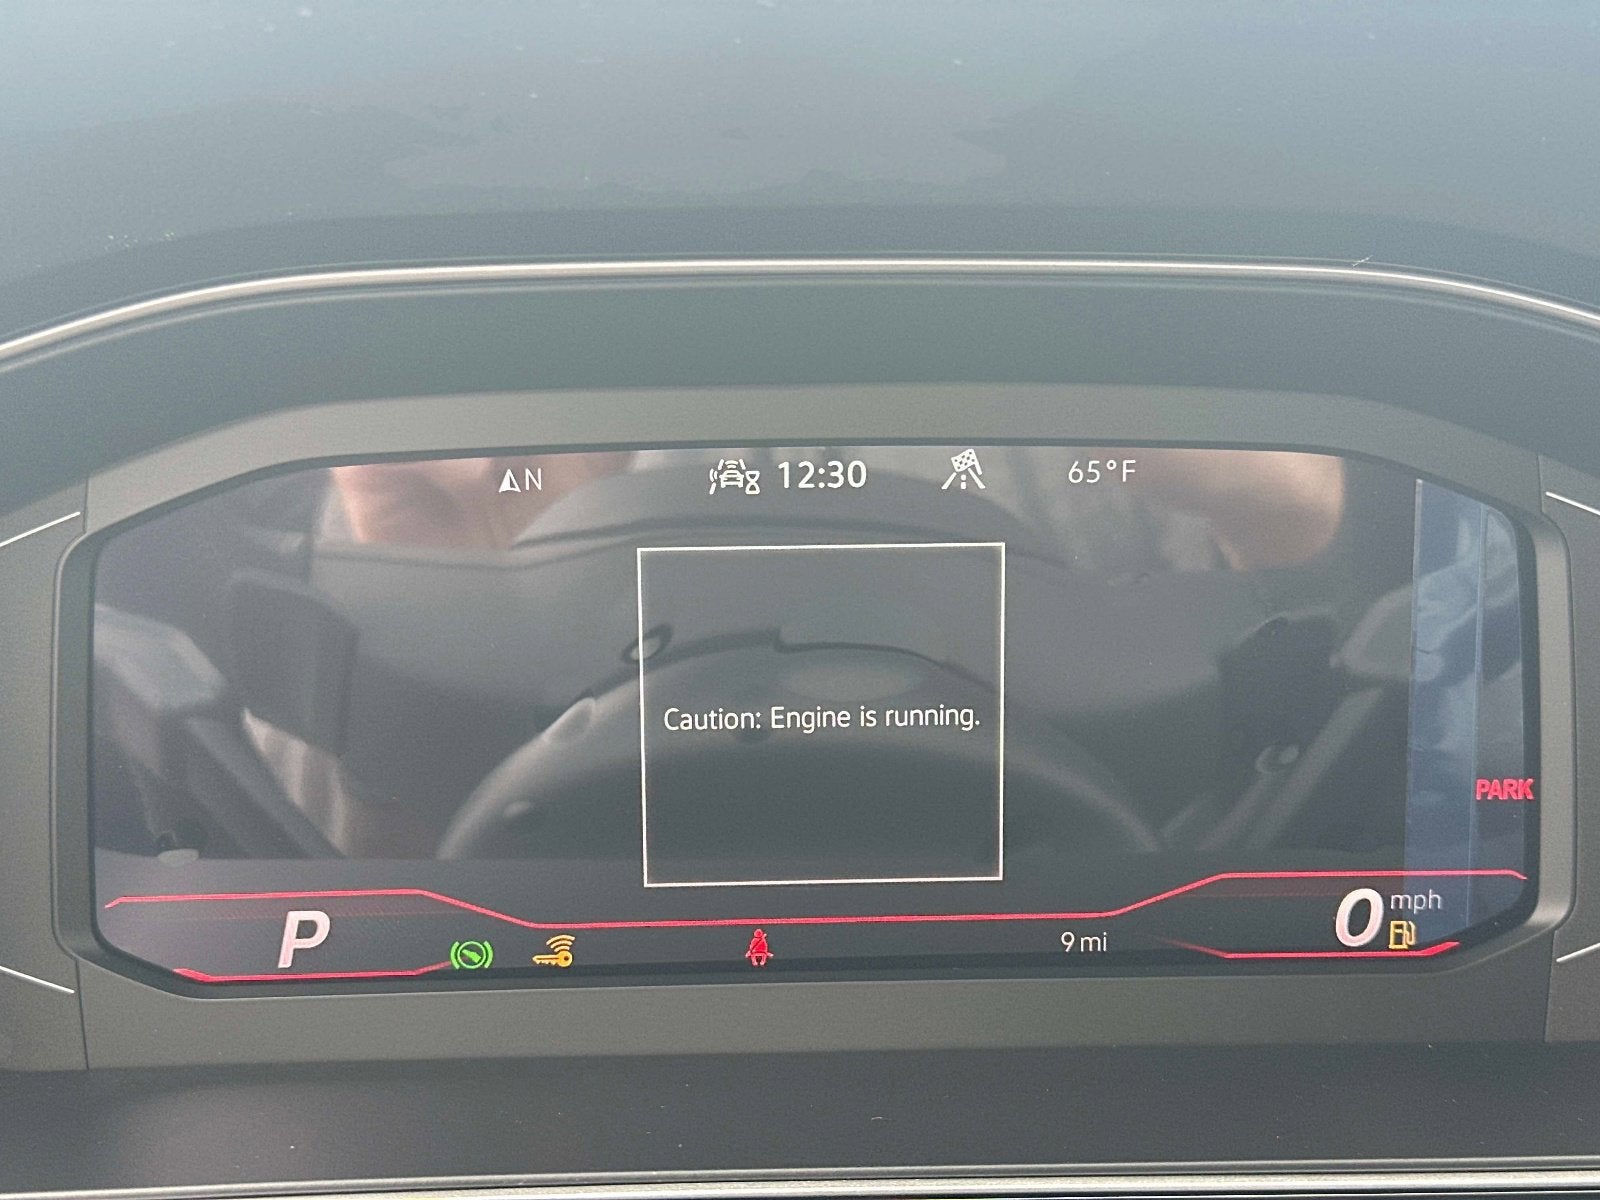 N
12:30
65°F
Caution: Engine is running.
PARK
P
9 mi
0 mph